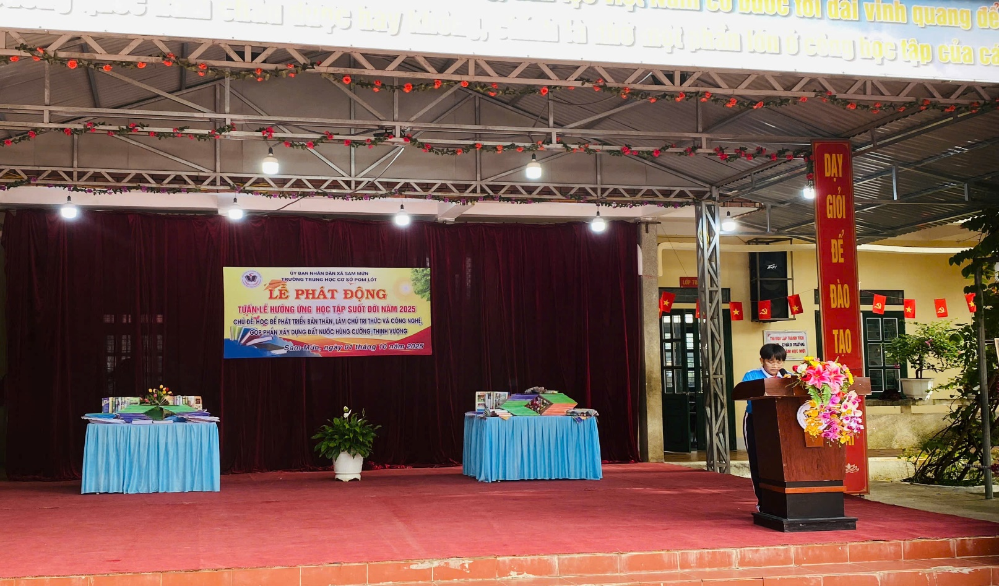 Việt Nam có bước tới đài vinh quang để
được hay không, chính là nhờ một phần lớn ở công học tập của
ỦY BAN NHÂN DÂN XÃ SAM MỨN
TRƯỜNG TRUNG HỌC CƠ SỞ POM LÓT
LỄ PHÁT ĐỘNG
TUẦN LỄ HƯỞNG ỨNG HỌC TẬP SUỐT ĐỜI NĂM 2025
CHỦ ĐỀ: HỌC ĐỂ PHÁT TRIỂN BẢN THÂN, LÀM CHỦ TRI THỨC VÀ CÔNG NGHỆ,
GÓP PHẦN XÂY DỰNG ĐẤT NƯỚC HÙNG CƯỜNG THỊNH VƯỢNG
Sam Mứn, ngày 01 tháng 10 năm 2025
DẠY
GIỎI
ĐỂ
ĐÀO
TẠO
LỚP 7B
THI ĐUA LẬP THÀNH TÍCH
CHÀO MỪNG
NĂM HỌC MỚI